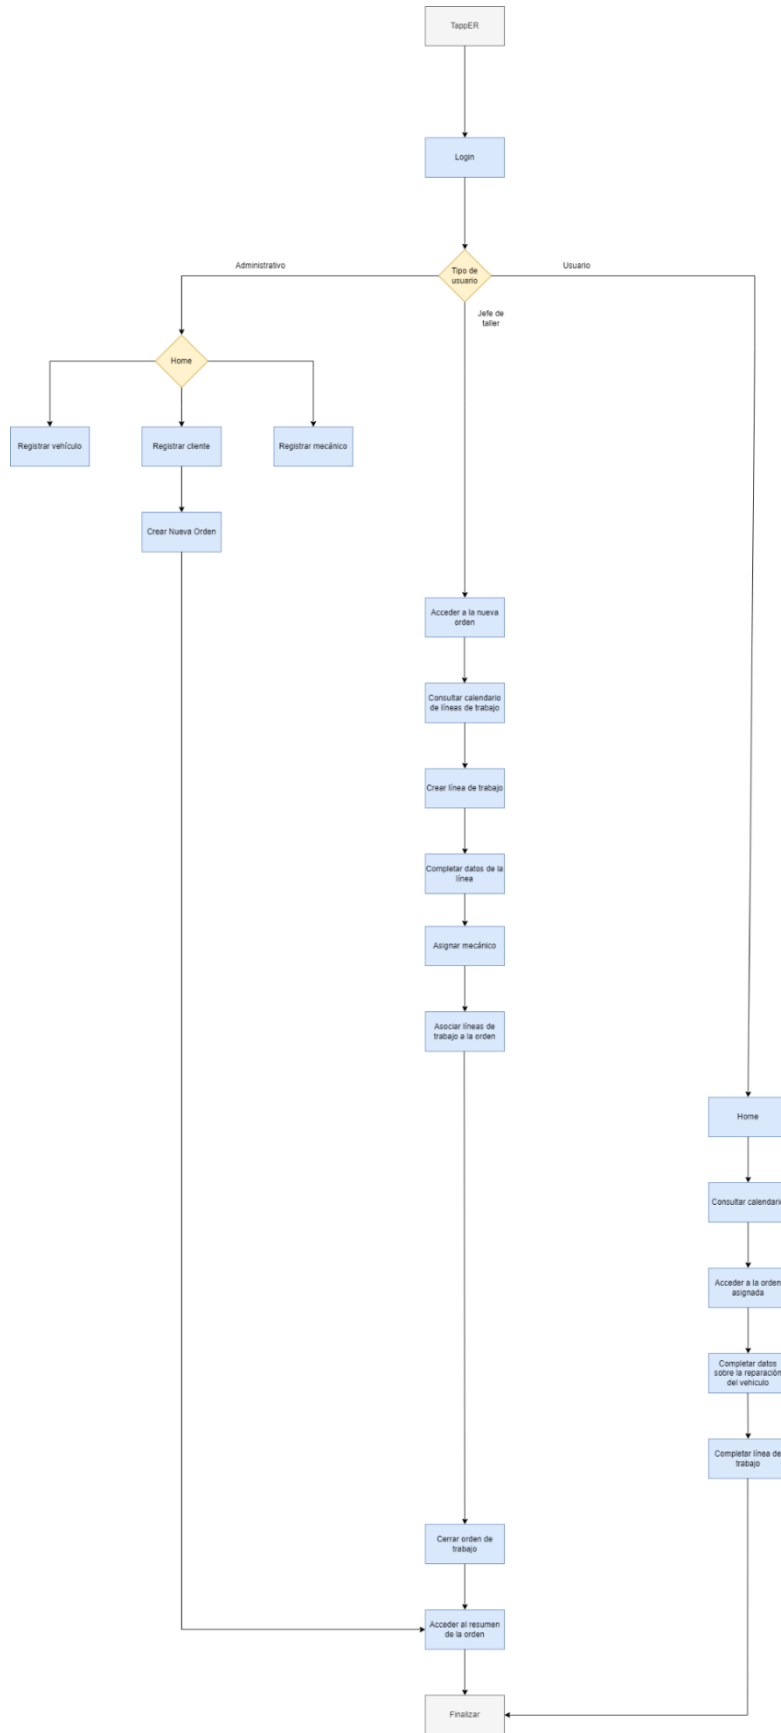 TappER
Login
Administrativo
Tipo de
usuario
Usuario
Jefe de
taller
Home
Registrar vehículo
Registrar cliente
Registrar mecánico
Crear Nueva Orden
Acceder a la nueva
orden
Consultar calendario
de líneas de trabajo
Crear línea de trabajo
Completar datos de la
línea
Asignar mecánico
Asociar líneas de
trabajo a la orden
Home
Consultar calendario
Acceder a la orden
asignada
Completar datos
sobre la reparación
del vehículo
Completar línea de
trabajo
Cerrar orden de
trabajo
Acceder al resumen
de la orden
Finalizar